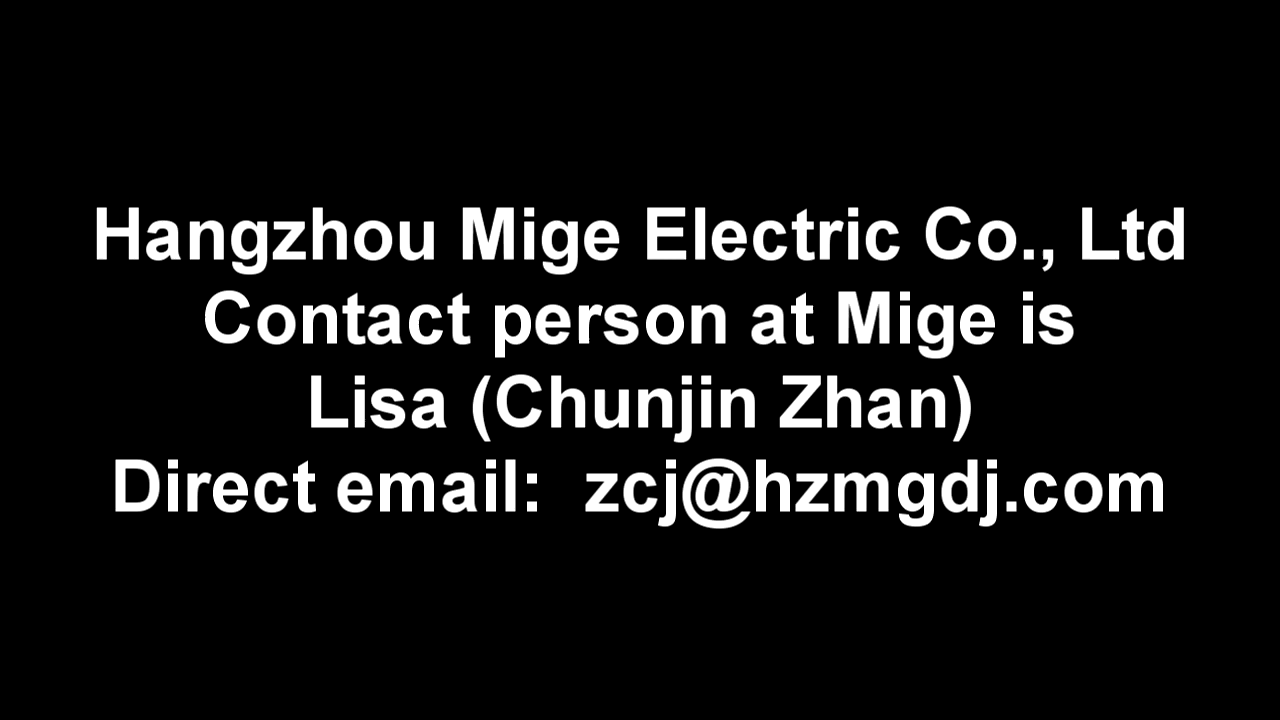 Hangzhou Mige Electric Co., Ltd
Contact person at Mige is
Lisa (Chunjin Zhan)
Direct email:  zcj@hzmgdj.com